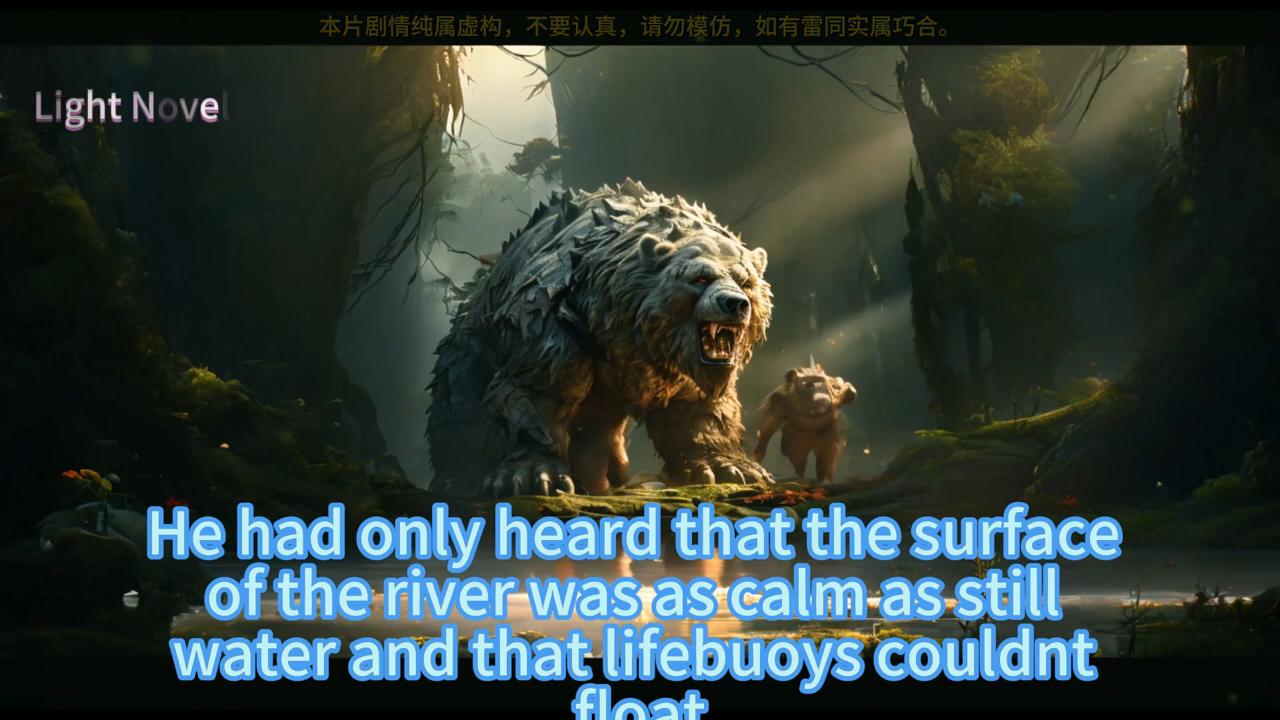 本片剧情纯属虚构，不要认真，请勿模仿，如有雷同实属巧合。
Light Novel
He had only heard that the surface
of the river was as calm as still
water and that lifebuoys couldnt
float